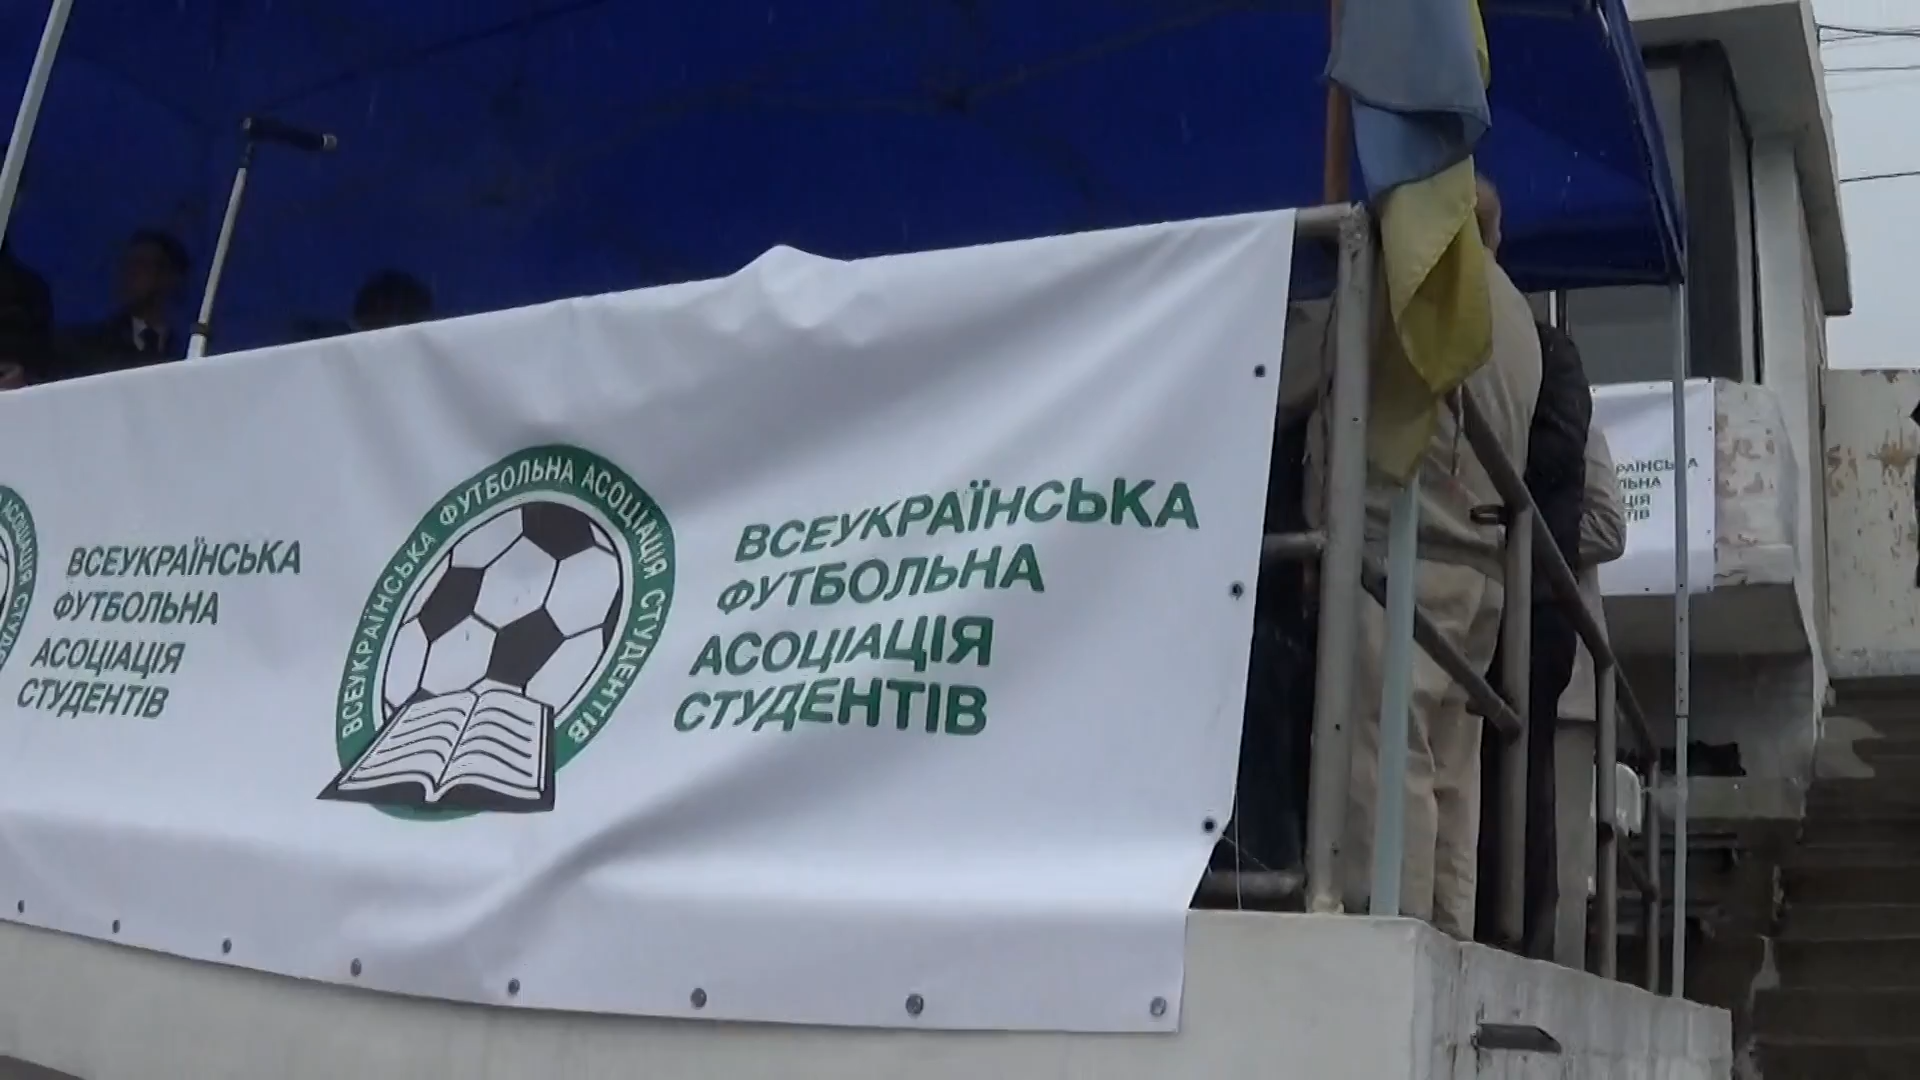 ВСЕУКРАЇНСЬКА
ФУТБОЛЬНА
АСОЦІАЦІЯ
СТУДЕНТІВ
ВСЕУКРАЇНСЬКА ФУТБОЛЬНА АСОЦІАЦІЯ СТУДЕНТІВ
ВСЕУКРАЇНСЬКА
ФУТБОЛЬНА
АСОЦІАЦІЯ
СТУДЕНТІВ